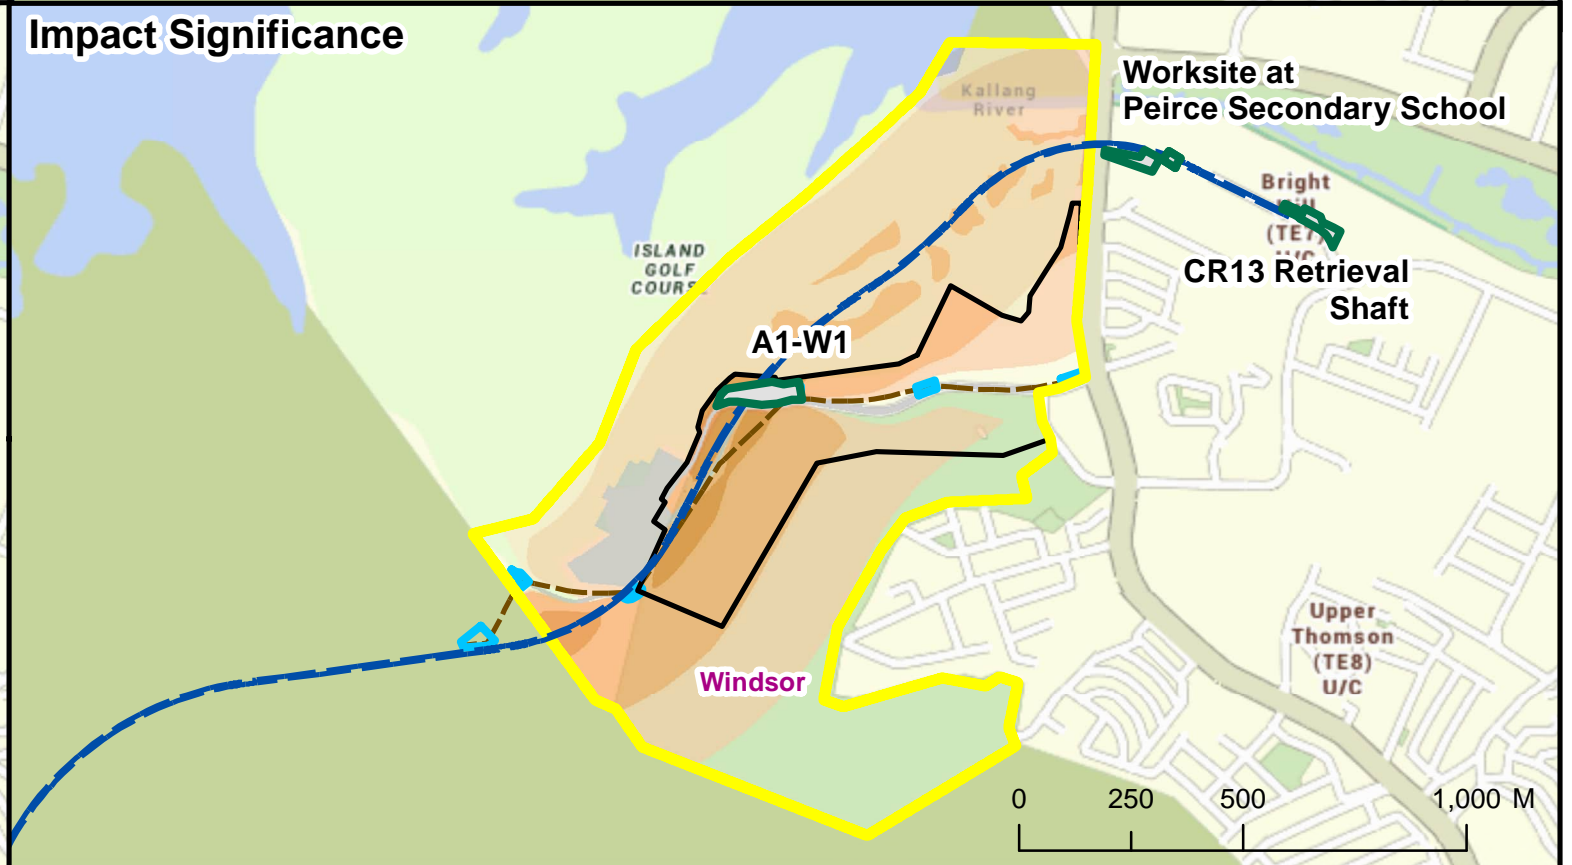 Impact Significance
Worksite at
Peirce Secondary School
Kallang
River
Bright
(TE7)
U/C
CR13 Retrieval
Shaft
ISLAND
GOLF
COURSE
A1-W1
Windsor
Upper
Thomson
(TE8)
U/C
0 250 500 1,000 M